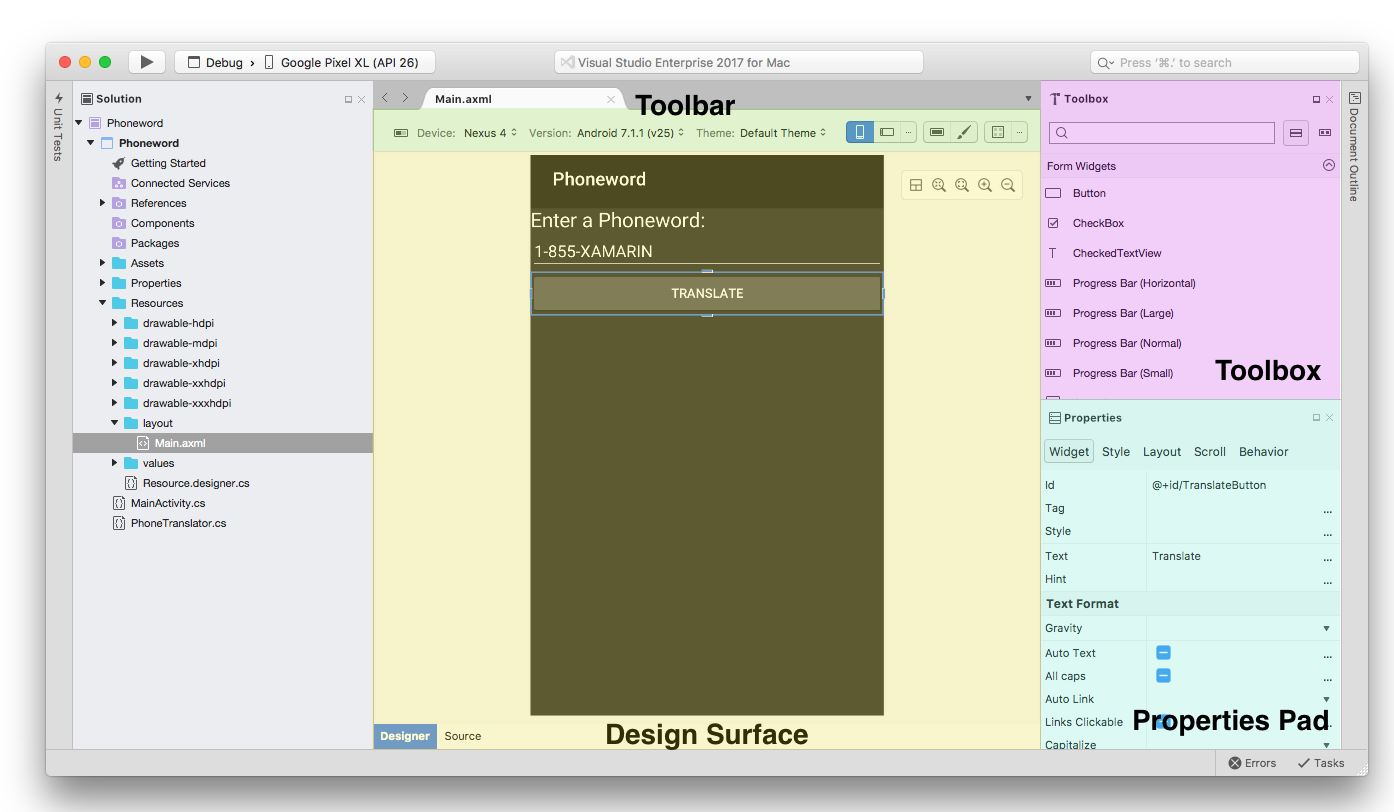 Debug › Google Pixel XL (API 26)
Visual Studio Enterprise 2017 for Mac
Press '⌘.' to search
Unit Tests
Solution
Phoneword
Phoneword
Getting Started
Connected Services
References
Components
Packages
Assets
Properties
Resources
drawable-hdpi
drawable-mdpi
drawable-xhdpi
drawable-xxhdpi
drawable-xxxhdpi
layout
Main.axml
values
Resource.designer.cs
MainActivity.cs
PhoneTranslator.cs
Main.axml
Toolbar
Device: Nexus 4 Version: Android 7.1.1 (v25) Theme: Default Theme
Phoneword
Enter a Phoneword:
1-855-XAMARIN
TRANSLATE
Designer Source
Design Surface
Toolbox
Form Widgets
Button
CheckBox
CheckedTextView
Progress Bar (Horizontal)
Progress Bar (Large)
Progress Bar (Normal)
Progress Bar (Small)
Toolbox
Properties
Widget Style Layout Scroll Behavior
Id @+id/TranslateButton
Tag ...
Style ...
Text Translate ...
Hint ...
Text Format
Gravity
Auto Text ...
All caps ...
Auto Link
Links Clickable
Properties Pad
Capitalize
Document Outline
Errors Tasks